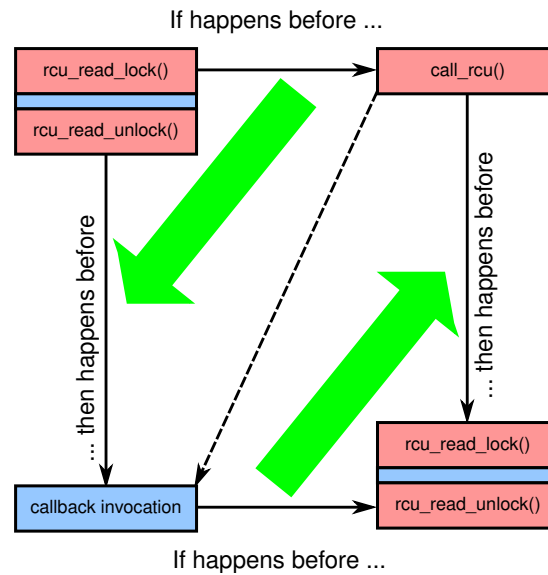 If happens before ...
rcu_read_lock()
call_rcu()
rcu_read_unlock()
... then happens before
... then happens before
rcu_read_lock()
callback invocation
rcu_read_unlock()
If happens before ...